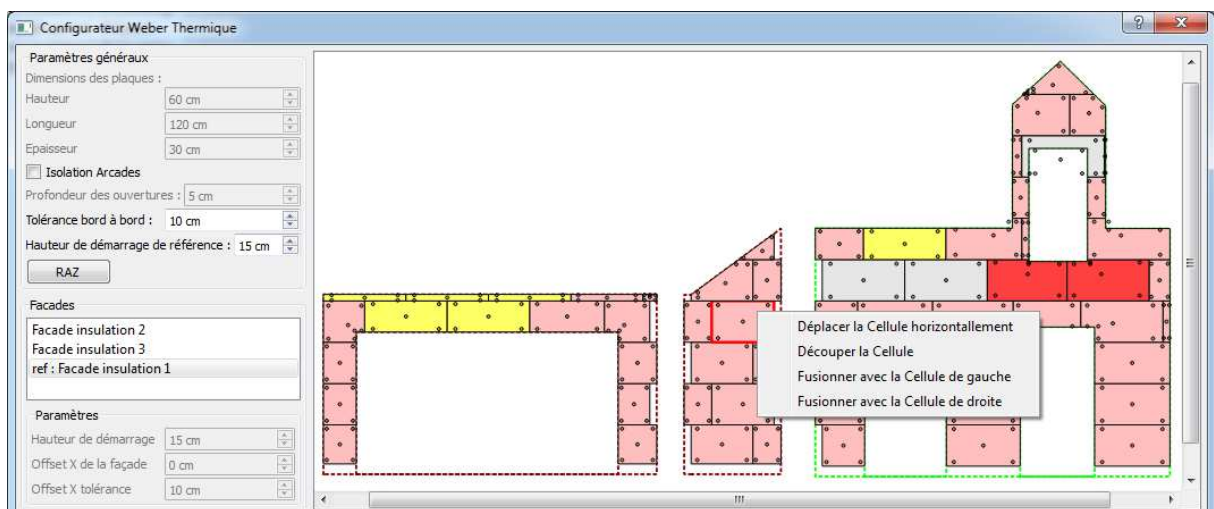 Configurateur Weber Thermique
Paramètres généraux
Dimensions des plaques :
Hauteur 60 cm
Longueur 120 cm
Epaisseur 30 cm
Isolation Arcades
Profondeur des ouvertures : 5 cm
Tolérance bord à bord : 10 cm
Hauteur de démarrage de référence : 15 cm
RAZ
Facades
Facade insulation 2
Facade insulation 3
ref : Facade insulation 1
Paramètres
Hauteur de démarrage 15 cm
Offset X de la façade 0 cm
Offset X tolérance 10 cm
Déplacer la Cellule horizontallement
Découper la Cellule
Fusionner avec la Cellule de gauche
Fusionner avec la Cellule de droite